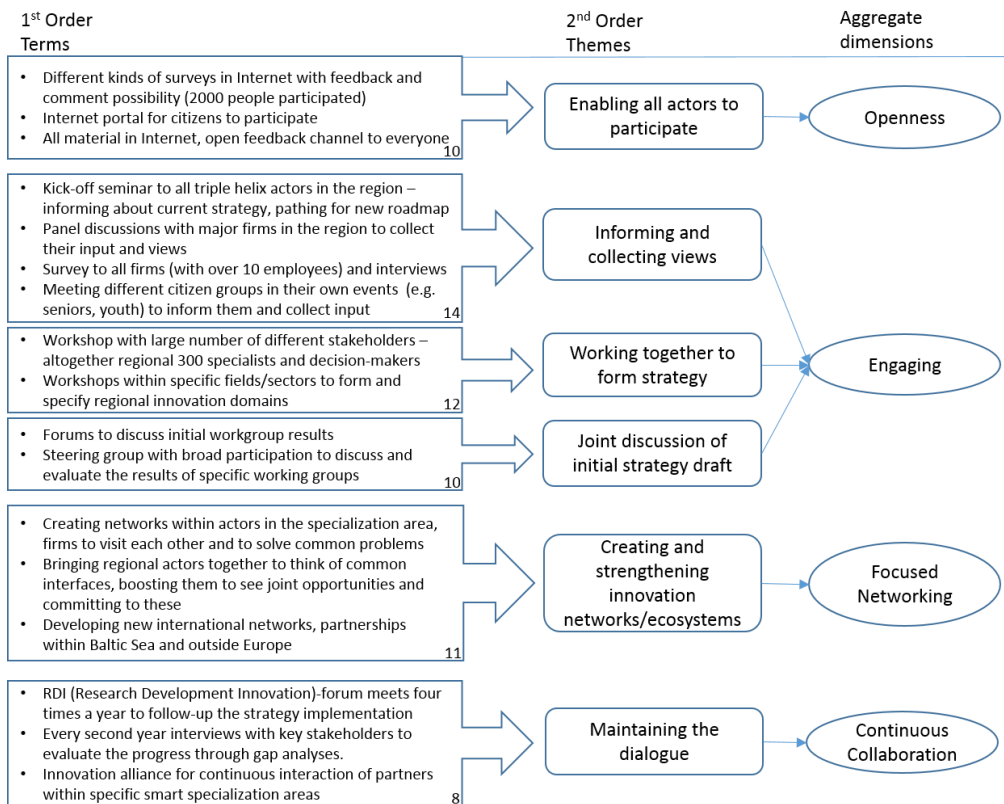 1st Order
Terms
2nd Order
Themes
Aggregate
dimensions
• Different kinds of surveys in Internet with feedback and
comment possibility (2000 people participated)
• Internet portal for citizens to participate
• All material in Internet, open feedback channel to everyone
10
Enabling all actors to
participate
Openness
• Kick-off seminar to all triple helix actors in the region –
informing about current strategy, pathing for new roadmap
• Panel discussions with major firms in the region to collect
their input and views
• Survey to all firms (with over 10 employees) and interviews
• Meeting different citizen groups in their own events (e.g.
seniors, youth) to inform them and collect input
14
Informing and
collecting views
• Workshop with large number of different stakeholders –
altogether regional 300 specialists and decision-makers
• Workshops within specific fields/sectors to form and
specify regional innovation domains
12
Working together to
form strategy
Engaging
• Forums to discuss initial workgroup results
• Steering group with broad participation to discuss and
evaluate the results of specific working groups
10
Joint discussion of
initial strategy draft
• Creating networks within actors in the specialization area,
firms to visit each other and to solve common problems
• Bringing regional actors together to think of common
interfaces, boosting them to see joint opportunities and
committing to these
• Developing new international networks, partnerships
within Baltic Sea and outside Europe
11
Creating and
strengthening
innovation
networks/ecosystems
Focused
Networking
• RDI (Research Development Innovation)-forum meets four
times a year to follow-up the strategy implementation
• Every second year interviews with key stakeholders to
evaluate the progress through gap analyses.
• Innovation alliance for continuous interaction of partners
within specific smart specialization areas
8
Maintaining the
dialogue
Continuous
Collaboration